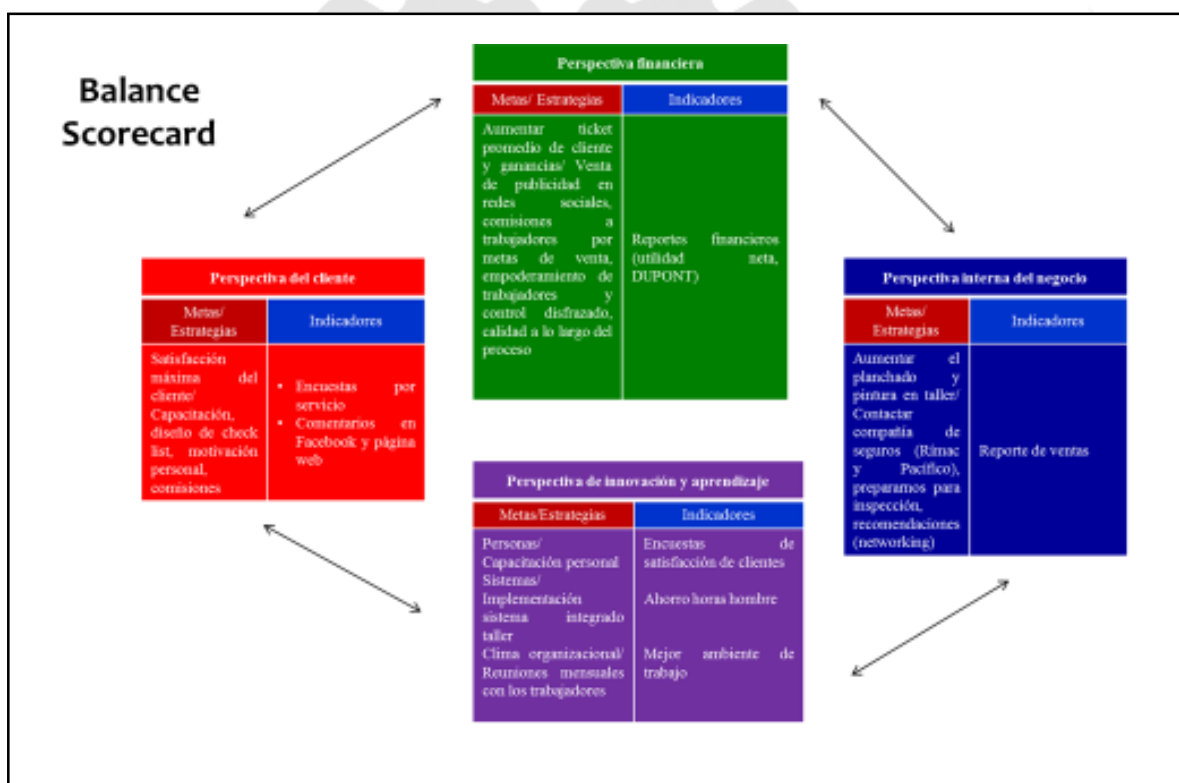 Balance
Scorecard
Perspectiva financiera
Metas/ Estrategias
Indicadores
Aumentar ticket
promedio de cliente
y ganancias/ Venta
de publicidad en
redes sociales,
comisiones a
trabajadores por
metas de venta,
empoderamiento de
trabajadores y
control disfrazado,
calidad a lo largo del
proceso
Reportes financieros
(utilidad neta,
DUPONT)
Perspectiva del cliente
Metas/
Estrategias
Indicadores
Satisfacción
máxima del
cliente/
Capacitación,
diseño de check
list, motivación
personal,
comisiones
• Encuestas por
servicio
• Comentarios en
Facebook y página
web
Perspectiva interna del negocio
Metas/
Estrategias
Indicadores
Aumentar el
planchado y
pintura en taller/
Contactar
compañía de
seguros (Rimac
y Pacífico),
prepararnos para
inspección,
recomendaciones
(networking)
Reporte de ventas
Perspectiva de innovación y aprendizaje
Metas/Estrategias
Indicadores
Personas/
Capacitación personal
Sistemas/
Implementación
sistema integrado
taller
Clima organizacional/
Reuniones mensuales
con los trabajadores
Encuestas de
satisfacción de clientes
Ahorro horas hombre
Mejor ambiente de
trabajo